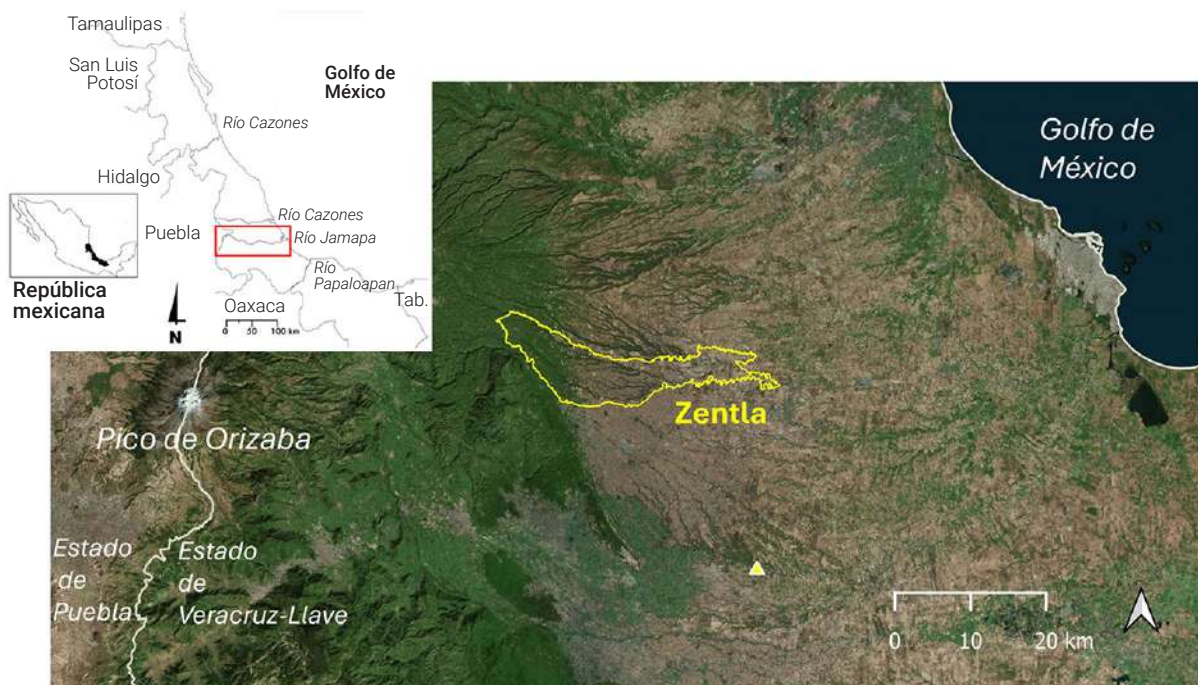 Tamaulipas
San Luis
Potosí
Golfo de
México
Río Cazones
Hidalgo
Río Cazones
Puebla
Río Jamapa
República
mexicana
Río
Papaloapan
Tab.
Oaxaca
0 50 100 km
N
Golfo de
México
Zentla
Pico de Orizaba
Estado
de
Puebla
Estado
de
Veracruz-Llave
0 10 20 km